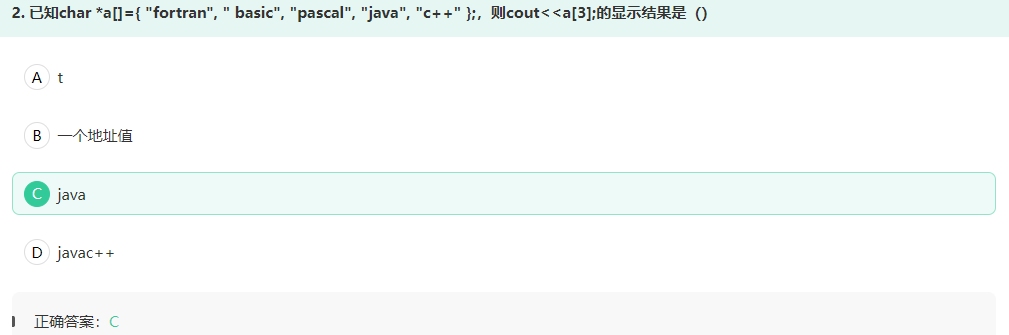 2. 已知char *a[]={ "fortran", " basic", "pascal", "java", "c++" };，则cout<<a[3];的显示结果是（）
A t
B 一个地址值
C java
D javac++
正确答案：C